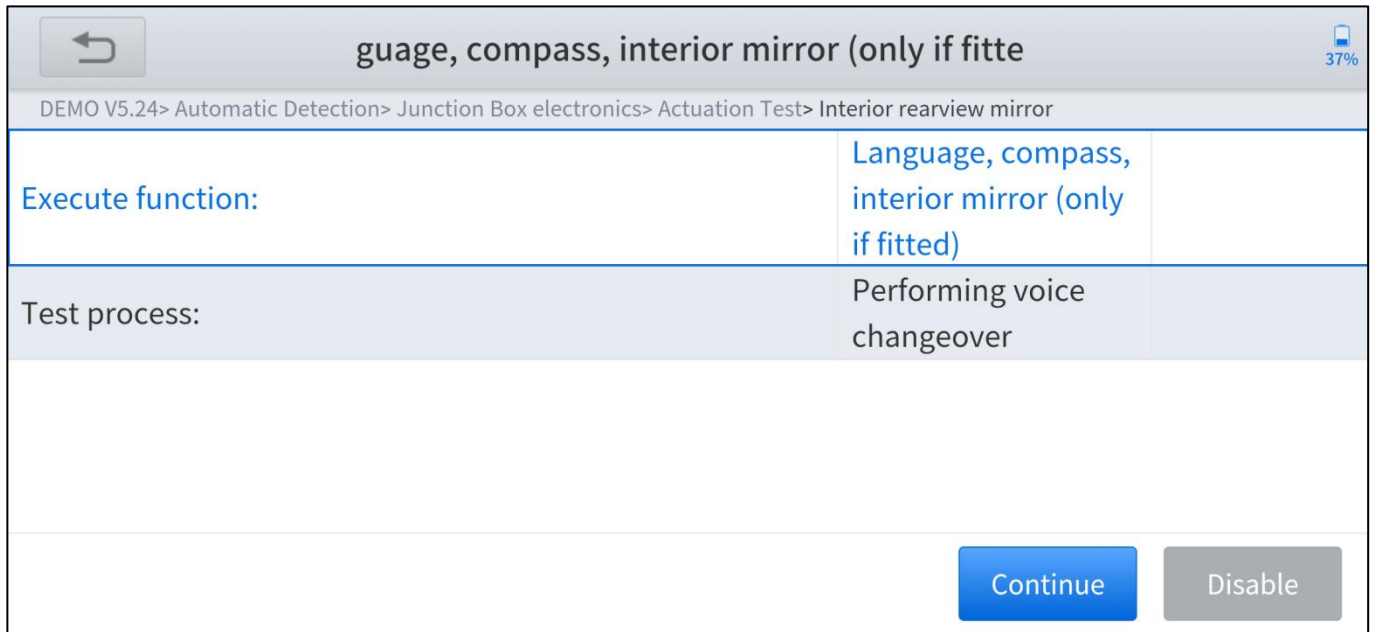 guage, compass, interior mirror (only if fitte
37%
DEMO V5.24> Automatic Detection> Junction Box electronics> Actuation Test> Interior rearview mirror
Execute function:
Language, compass,
interior mirror (only
if fitted)
Test process:
Performing voice
changeover
Continue
Disable